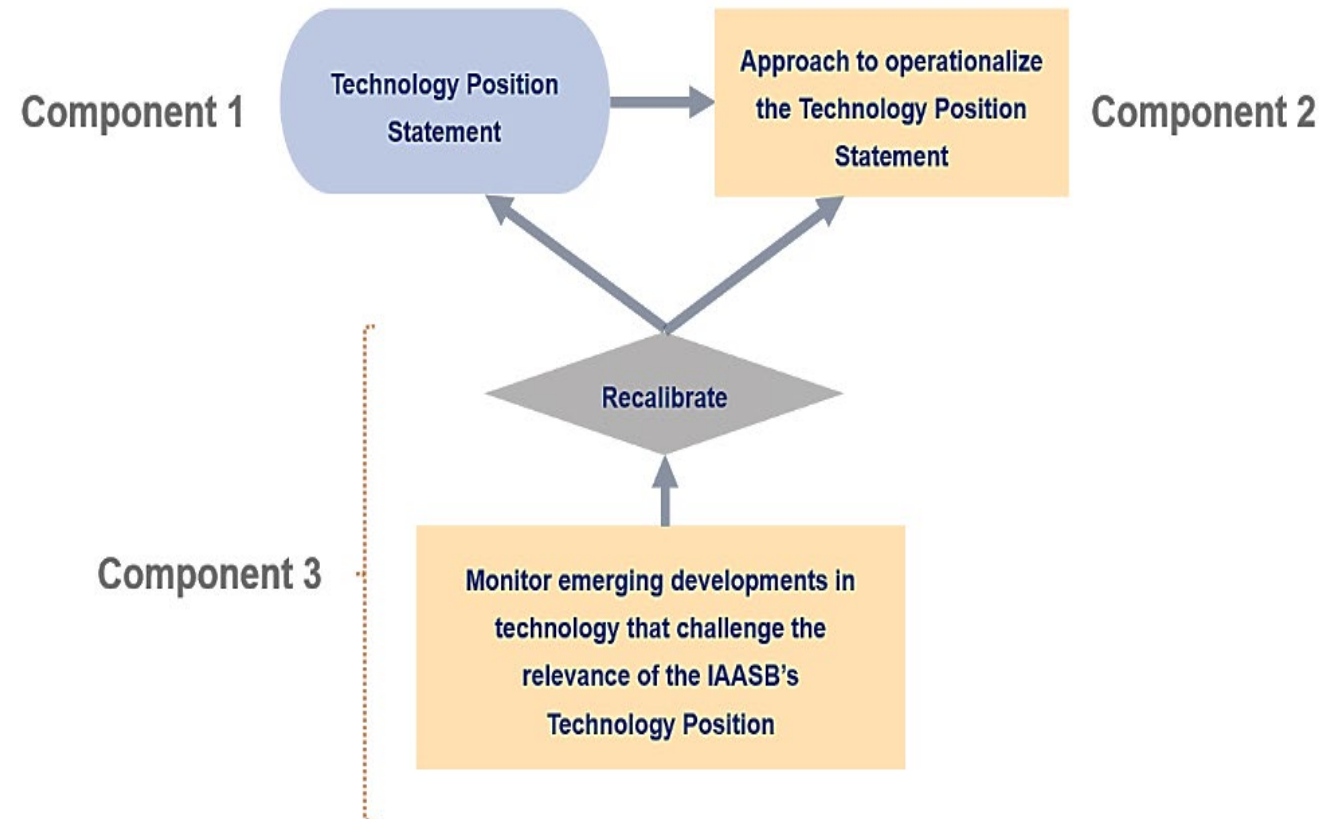 Component 1
Technology Position
Statement
Approach to operationalize
the Technology Position
Statement
Component 2
Recalibrate
Component 3
Monitor emerging developments in
technology that challenge the
relevance of the IAASB’s
Technology Position